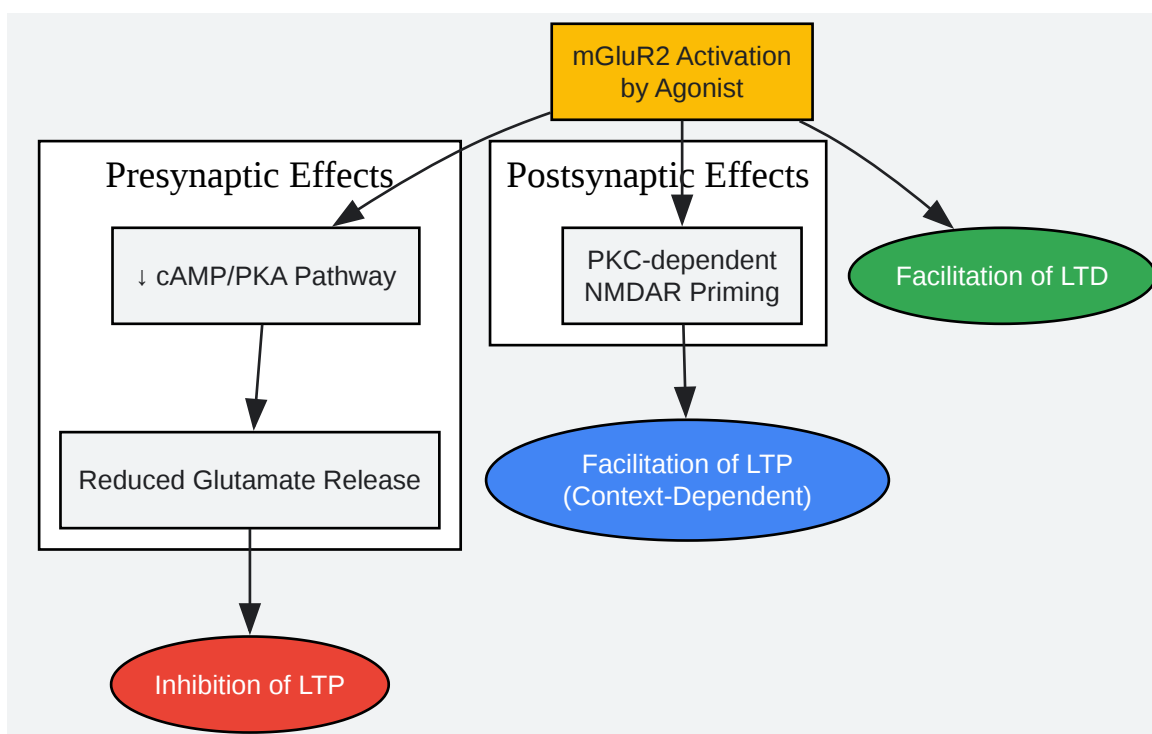 mGluR2 Activation
by Agonist
Presynaptic Effects
Postsynaptic Effects
↓ cAMP/PKA Pathway
PKC-dependent
NMDAR Priming
Facilitation of LTD
Reduced Glutamate Release
Facilitation of LTP
(Context-Dependent)
Inhibition of LTP